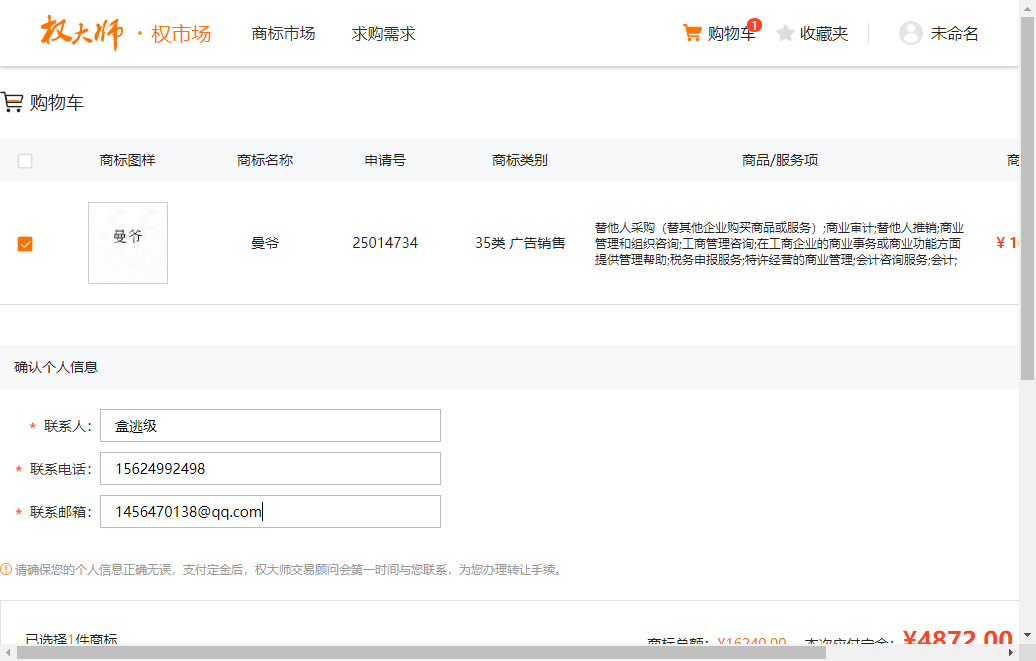 权大师 · 权市场 商标市场 求购需求 购物车 1 收藏夹 未命名
购物车
商标图样 商标名称 申请号 商标类别 商品/服务项 商
曼爷 曼爷 25014734 35类 广告销售
替他人采购（替其他企业购买商品或服务）;商业审计;替他人推销;商业
管理和组织咨询;工商管理咨询;在工商企业的商业事务或商业功能方面
提供管理帮助;税务申报服务;特许经营的商业管理;会计咨询服务;会计;
¥ 1
确认个人信息
* 联系人: 盒逃级
* 联系电话: 15624992498
* 联系邮箱: 1456470138@qq.com
请确保您的个人信息正确无误，支付定金后，权大师交易顾问会第一时间与您联系，为您办理转让手续。
已选择1件商标 商标总额: ¥16240.00 本次应付定金: ¥4872.00